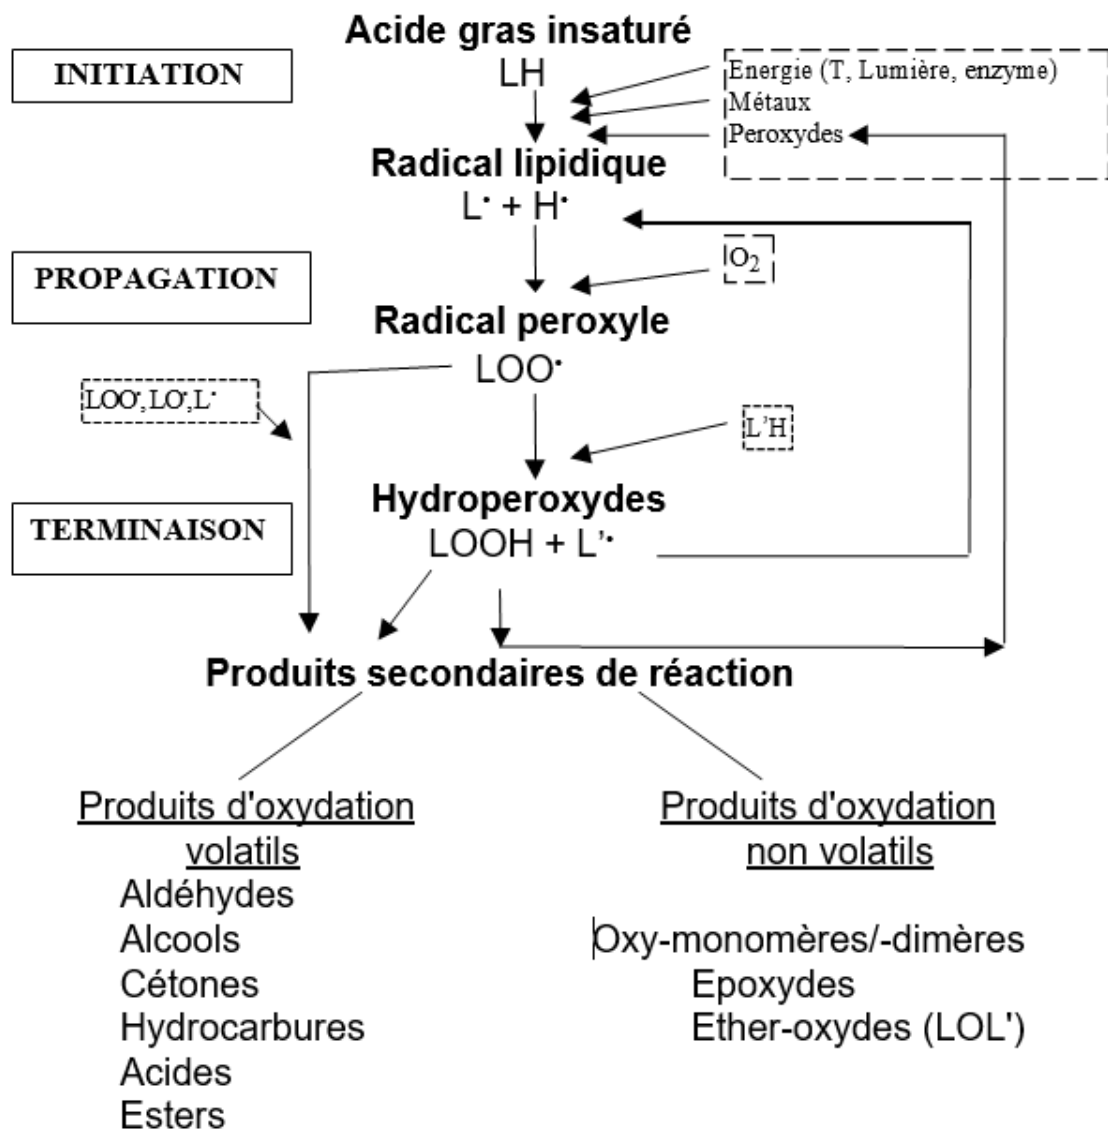 Acide gras insaturé
INITIATION
LH
Energie (T, Lumière, enzyme)
Métaux
Peroxydes
Radical lipidique
L• + H•
PROPAGATION
O2
Radical peroxyle
LOO•
LOO•, LO•, L•
L'H
Hydroperoxydes
TERMINAISON
LOOH + L'•
Produits secondaires de réaction
Produits d'oxydation
volatils
Aldéhydes
Alcools
Cétones
Hydrocarbures
Acides
Esters
Produits d'oxydation
non volatils
Oxy-monomères/-dimères
Epoxydes
Ether-oxydes (LOL')